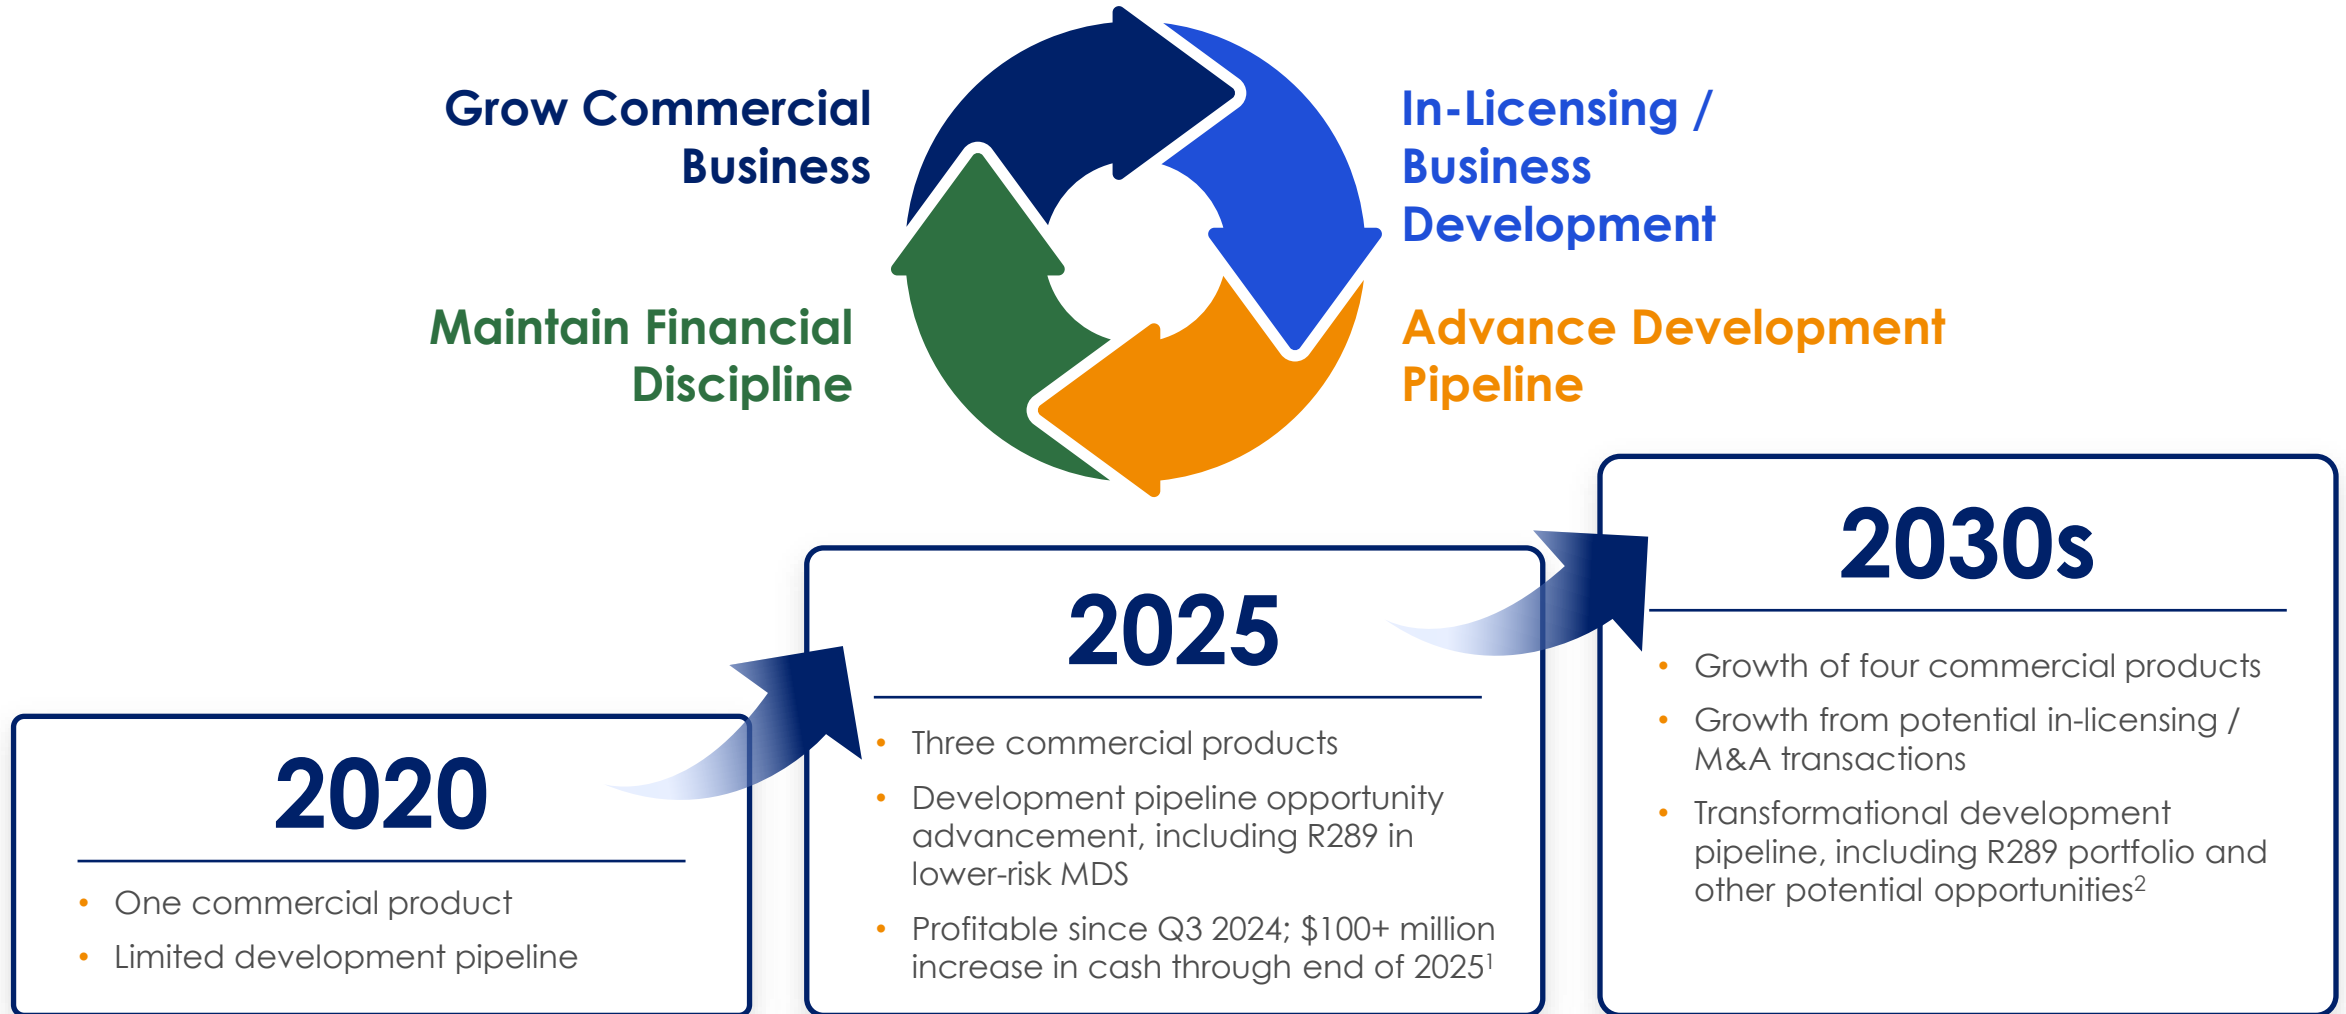 Grow Commercial
Business
In-Licensing /
Business
Development
Maintain Financial
Discipline
Advance Development
Pipeline
2020
• One commercial product
• Limited development pipeline
2025
• Three commercial products
• Development pipeline opportunity
advancement, including R289 in
lower-risk MDS
• Profitable since Q3 2024; $100+ million
increase in cash through end of 2025¹
2030s
• Growth of four commercial products
• Growth from potential in-licensing /
M&A transactions
• Transformational development
pipeline, including R289 portfolio and
other potential opportunities²